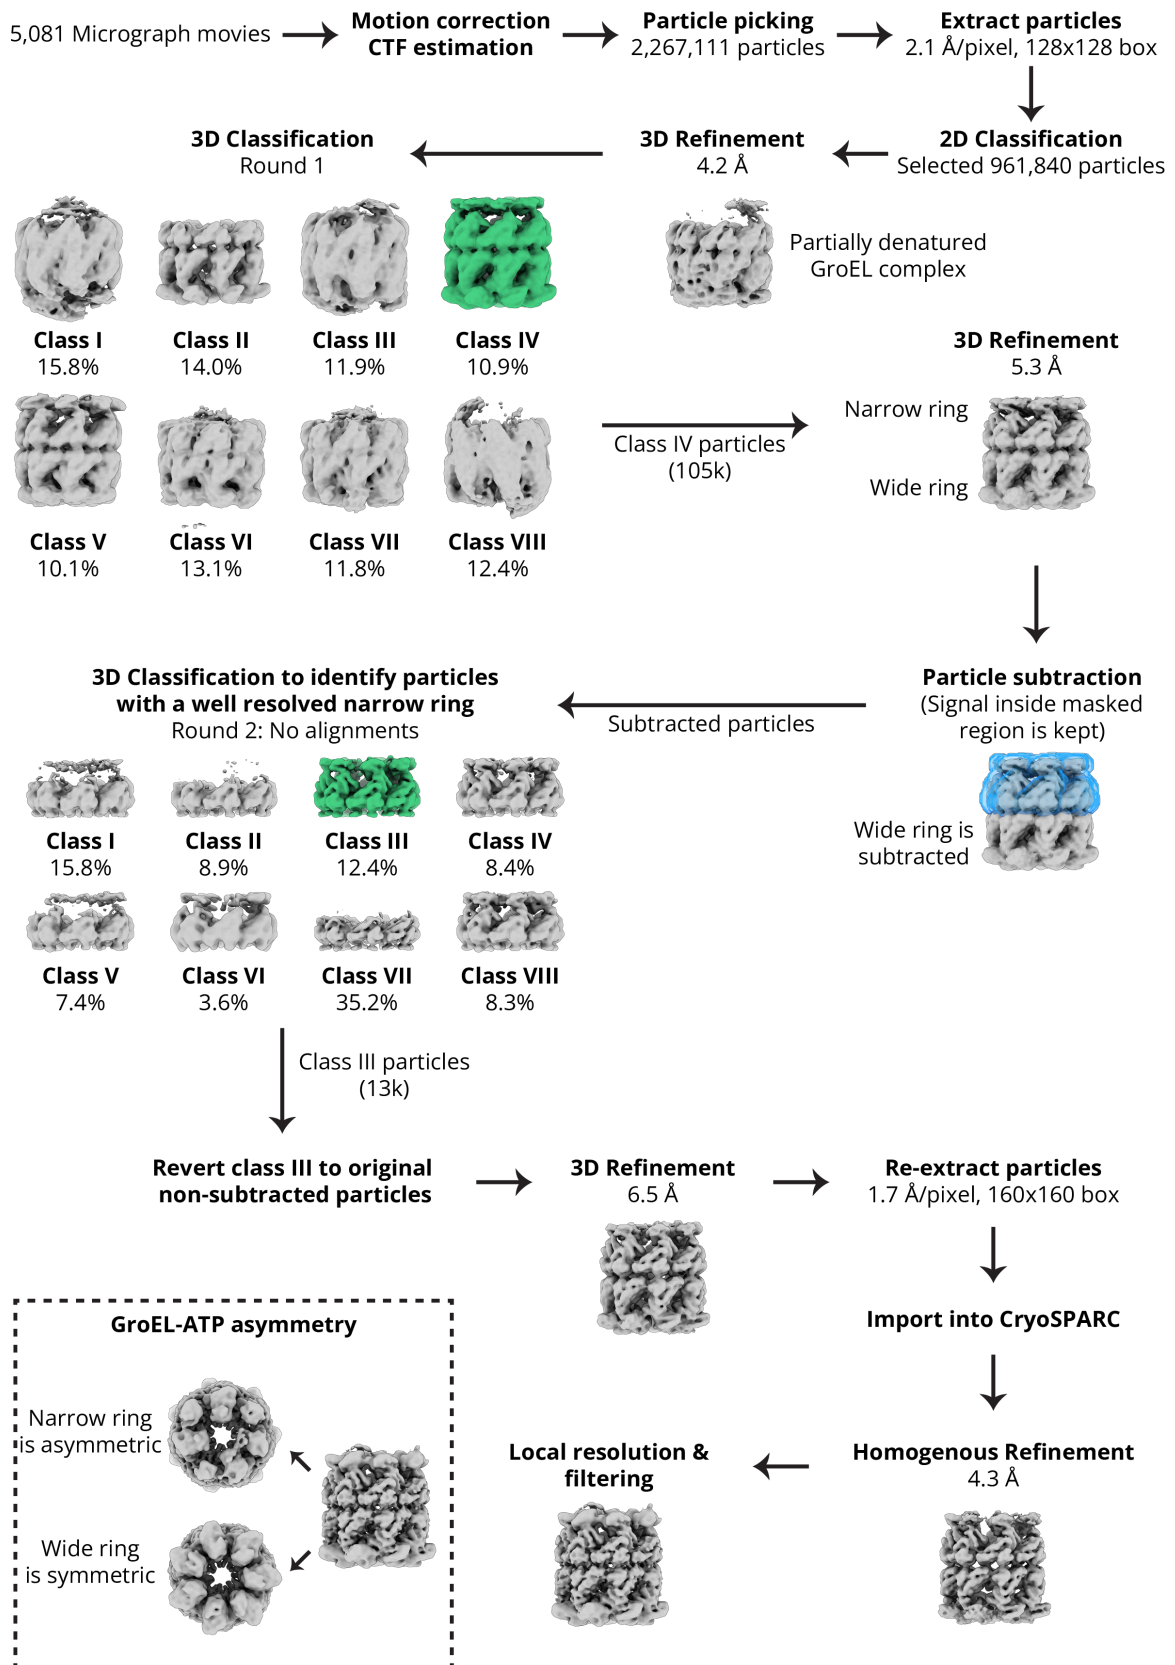 5,081 Micrograph movies
Motion correction
CTF estimation
Particle picking
2,267,111 particles
Extract particles
2.1 Å/pixel, 128x128 box
2D Classification
Selected 961,840 particles
3D Refinement
4.2 Å
Partially denatured
GroEL complex
3D Classification
Round 1
Class I
15.8%
Class II
14.0%
Class III
11.9%
Class IV
10.9%
Class V
10.1%
Class VI
13.1%
Class VII
11.8%
Class VIII
12.4%
Class IV particles
(105k)
3D Refinement
5.3 Å
Narrow ring
Wide ring
Particle subtraction
(Signal inside masked
region is kept)
Wide ring is
subtracted
Subtracted particles
3D Classification to identify particles
with a well resolved narrow ring
Round 2: No alignments
Class I
15.8%
Class II
8.9%
Class III
12.4%
Class IV
8.4%
Class V
7.4%
Class VI
3.6%
Class VII
35.2%
Class VIII
8.3%
Class III particles
(13k)
Revert class III to original
non-subtracted particles
3D Refinement
6.5 Å
Re-extract particles
1.7 Å/pixel, 160x160 box
Import into CryoSPARC
Homogenous Refinement
4.3 Å
Local resolution &
filtering
GroEL-ATP asymmetry
Narrow ring
is asymmetric
Wide ring
is symmetric